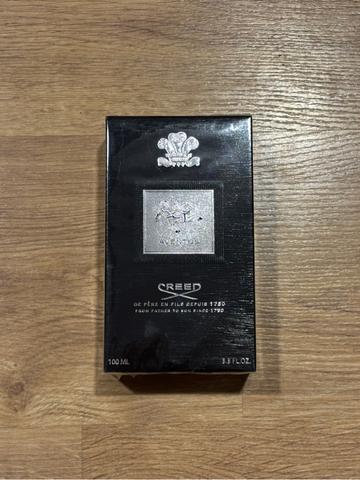 AVENTUS
CREED
DE PÈRE EN FILS DEPUIS 1760
FROM FATHER TO SON SINCE 1760
100 ML 3.3 FL.OZ.